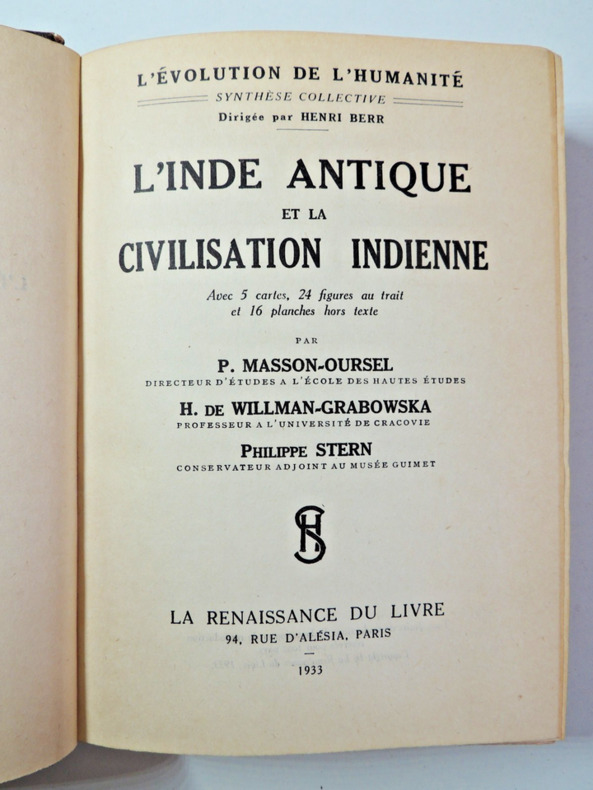 L'ÉVOLUTION DE L'HUMANITÉ
SYNTHÈSE COLLECTIVE
Dirigée par HENRI BERR
L'INDE ANTIQUE
ET LA
CIVILISATION INDIENNE
Avec 5 cartes, 24 figures au trait
et 16 planches hors texte
PAR
P. MASSON-OURSEL
DIRECTEUR D'ÉTUDES A L'ÉCOLE DES HAUTES ÉTUDES
H. DE WILLMAN-GRABOWSKA
PROFESSEUR A L'UNIVERSITÉ DE CRACOVIE
PHILIPPE STERN
CONSERVATEUR ADJOINT AU MUSÉE GUIMET
SH
LA RENAISSANCE DU LIVRE
94, RUE D'ALÉSIA, PARIS
1933